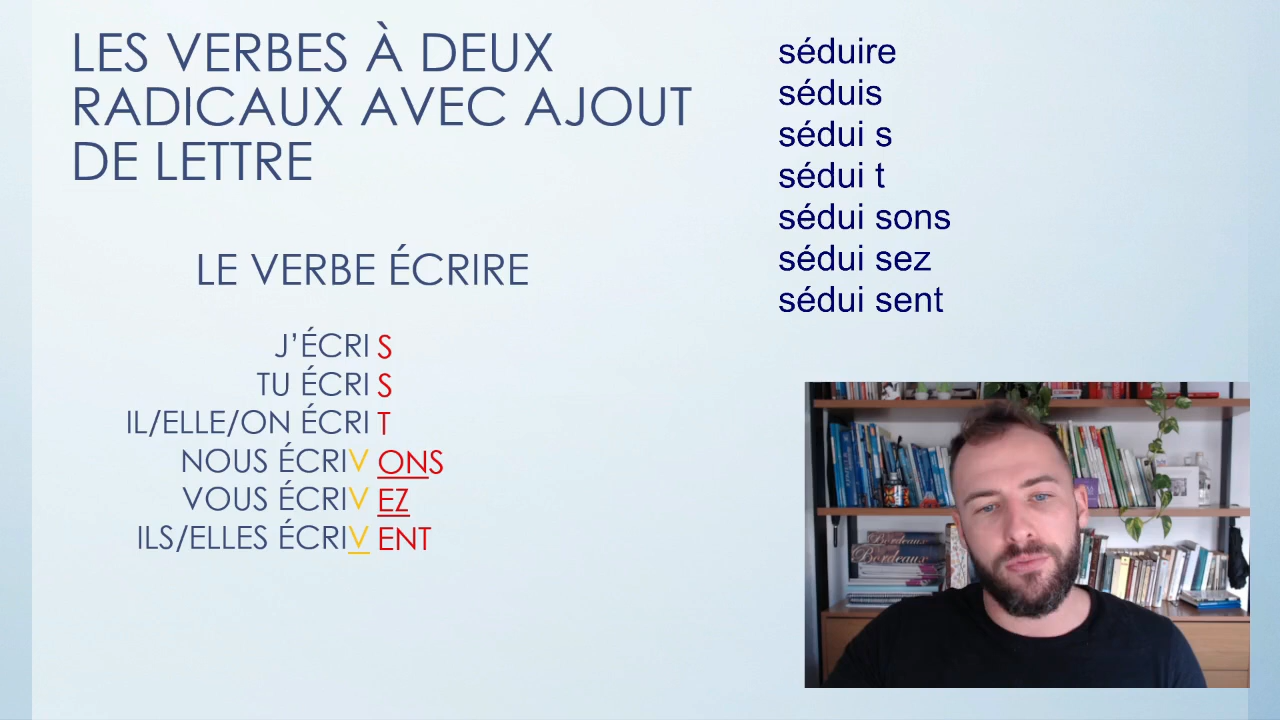 LES VERBES À DEUX
RADICAUX AVEC AJOUT
DE LETTRE
LE VERBE ÉCRIRE
J’ÉCRI S
TU ÉCRI S
IL/ELLE/ON ÉCRI T
NOUS ÉCRIV ONS
VOUS ÉCRIV EZ
ILS/ELLES ÉCRIV ENT
séduire
séduis
sédui s
sédui t
sédui sons
sédui sez
sédui sent
Bordeaux
Bordeaux